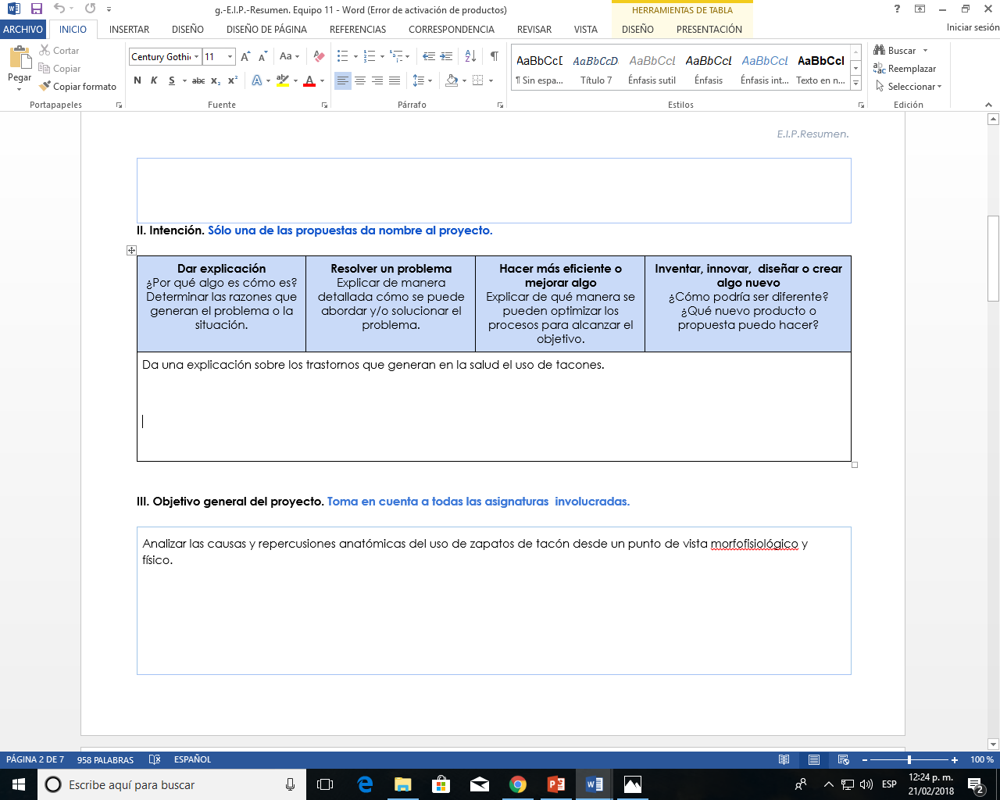 g.-E.I.P.-Resumen. Equipo 11 - Word (Error de activación de productos)
HERRAMIENTAS DE TABLA
?
ARCHIVO INICIO INSERTAR DISEÑO DISEÑO DE PÁGINA REFERENCIAS CORRESPONDENCIA REVISAR VISTA DISEÑO PRESENTACIÓN Iniciar sesión
Pegar
Cortar
Copiar
Copiar formato
Portapapeles
Century Gothi 11 A A Aa
N K S abc x₂ x² A ab A
Fuente
Párrafo
AaBbCcD AaBbCcD AaBbCcL AaBbCcL AaBbCcL AaBbCcl
¶ Sin espa... Título 7 Énfasis sutil Énfasis Énfasis int... Texto en n...
Estilos
Buscar
Reemplazar
Seleccionar
Edición
E.I.P.Resumen.
II. Intención. Sólo una de las propuestas da nombre al proyecto.
Dar explicación
¿Por qué algo es cómo es?
Determinar las razones que
generan el problema o la
situación.
Resolver un problema
Explicar de manera
detallada cómo se puede
abordar y/o solucionar el
problema.
Hacer más eficiente o
mejorar algo
Explicar de qué manera se
pueden optimizar los
procesos para alcanzar el
objetivo.
Inventar, innovar, diseñar o crear
algo nuevo
¿Cómo podría ser diferente?
¿Qué nuevo producto o
propuesta puedo hacer?
Da una explicación sobre los trastornos que generan en la salud el uso de tacones.
III. Objetivo general del proyecto. Toma en cuenta a todas las asignaturas involucradas.
Analizar las causas y repercusiones anatómicas del uso de zapatos de tacón desde un punto de vista morfofisiológico y
físico.
PÁGINA 2 DE 7 958 PALABRAS ESPAÑOL 100 %
Escribe aquí para buscar
ESP
12:24 p. m.
21/02/2018
2